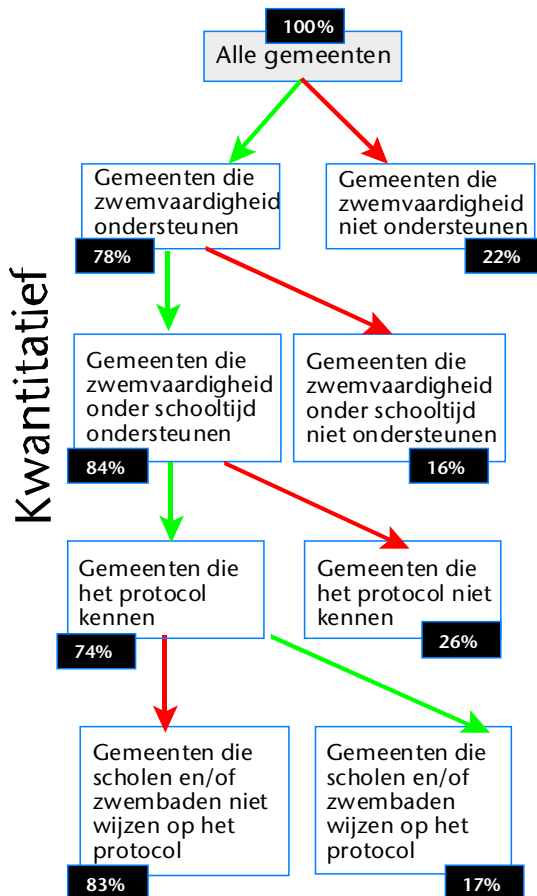 100%
Alle gemeenten
Gemeenten die
zwemvaardigheid
ondersteunen
78%
Gemeenten die
zwemvaardigheid
niet ondersteunen
22%
Kwantitatief
Gemeenten die
zwemvaardigheid
onder schooltijd
ondersteunen
84%
Gemeenten die
zwemvaardigheid
onder schooltijd
niet ondersteunen
16%
Gemeenten die
het protocol
kennen
74%
Gemeenten die
het protocol niet
kennen
26%
Gemeenten die
scholen en/of
zwembaden niet
wijzen op het
protocol
83%
Gemeenten die
scholen en/of
zwembaden
wijzen op het
protocol
17%